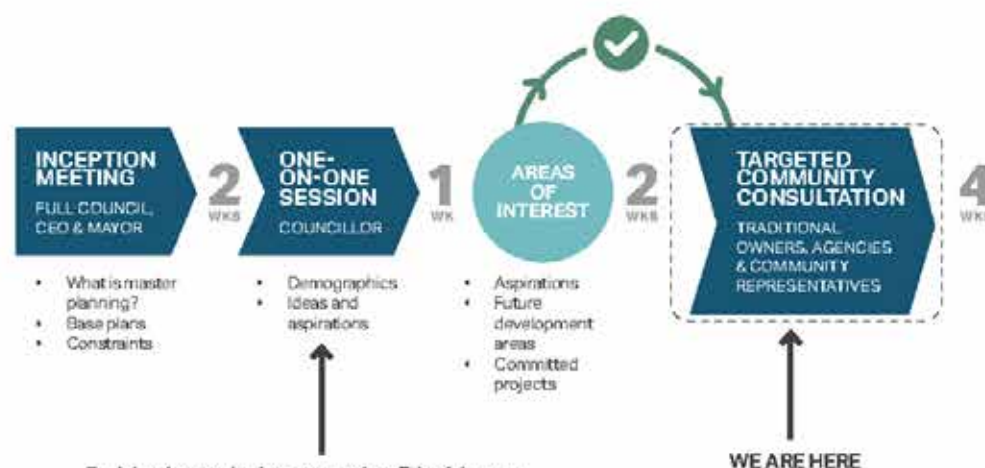 INCEPTION
MEETING
FULL COUNCIL,
CEO & MAYOR
2
WKS
ONE-
ON-ONE
SESSION
COUNCILLOR
1
WK
AREAS
OF
INTEREST
2
WKS
TARGETED
COMMUNITY
CONSULTATION
TRADITIONAL
OWNERS, AGENCIES
& COMMUNITY
REPRESENTATIVES
4
WKS
• What is master
planning?
• Base plans
• Constraints
• Demographics
• Ideas and
aspirations
• Aspirations
• Future
development
areas
• Committed
projects
WE ARE HERE